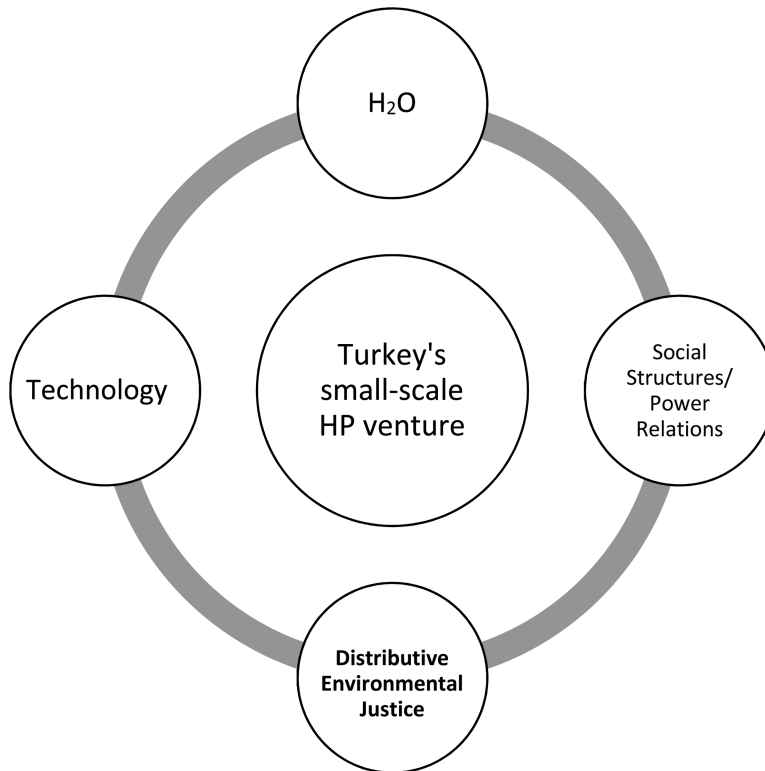 H₂O
Technology
Turkey's
small-scale
HP venture
Social
Structures/
Power
Relations
Distributive
Environmental
Justice